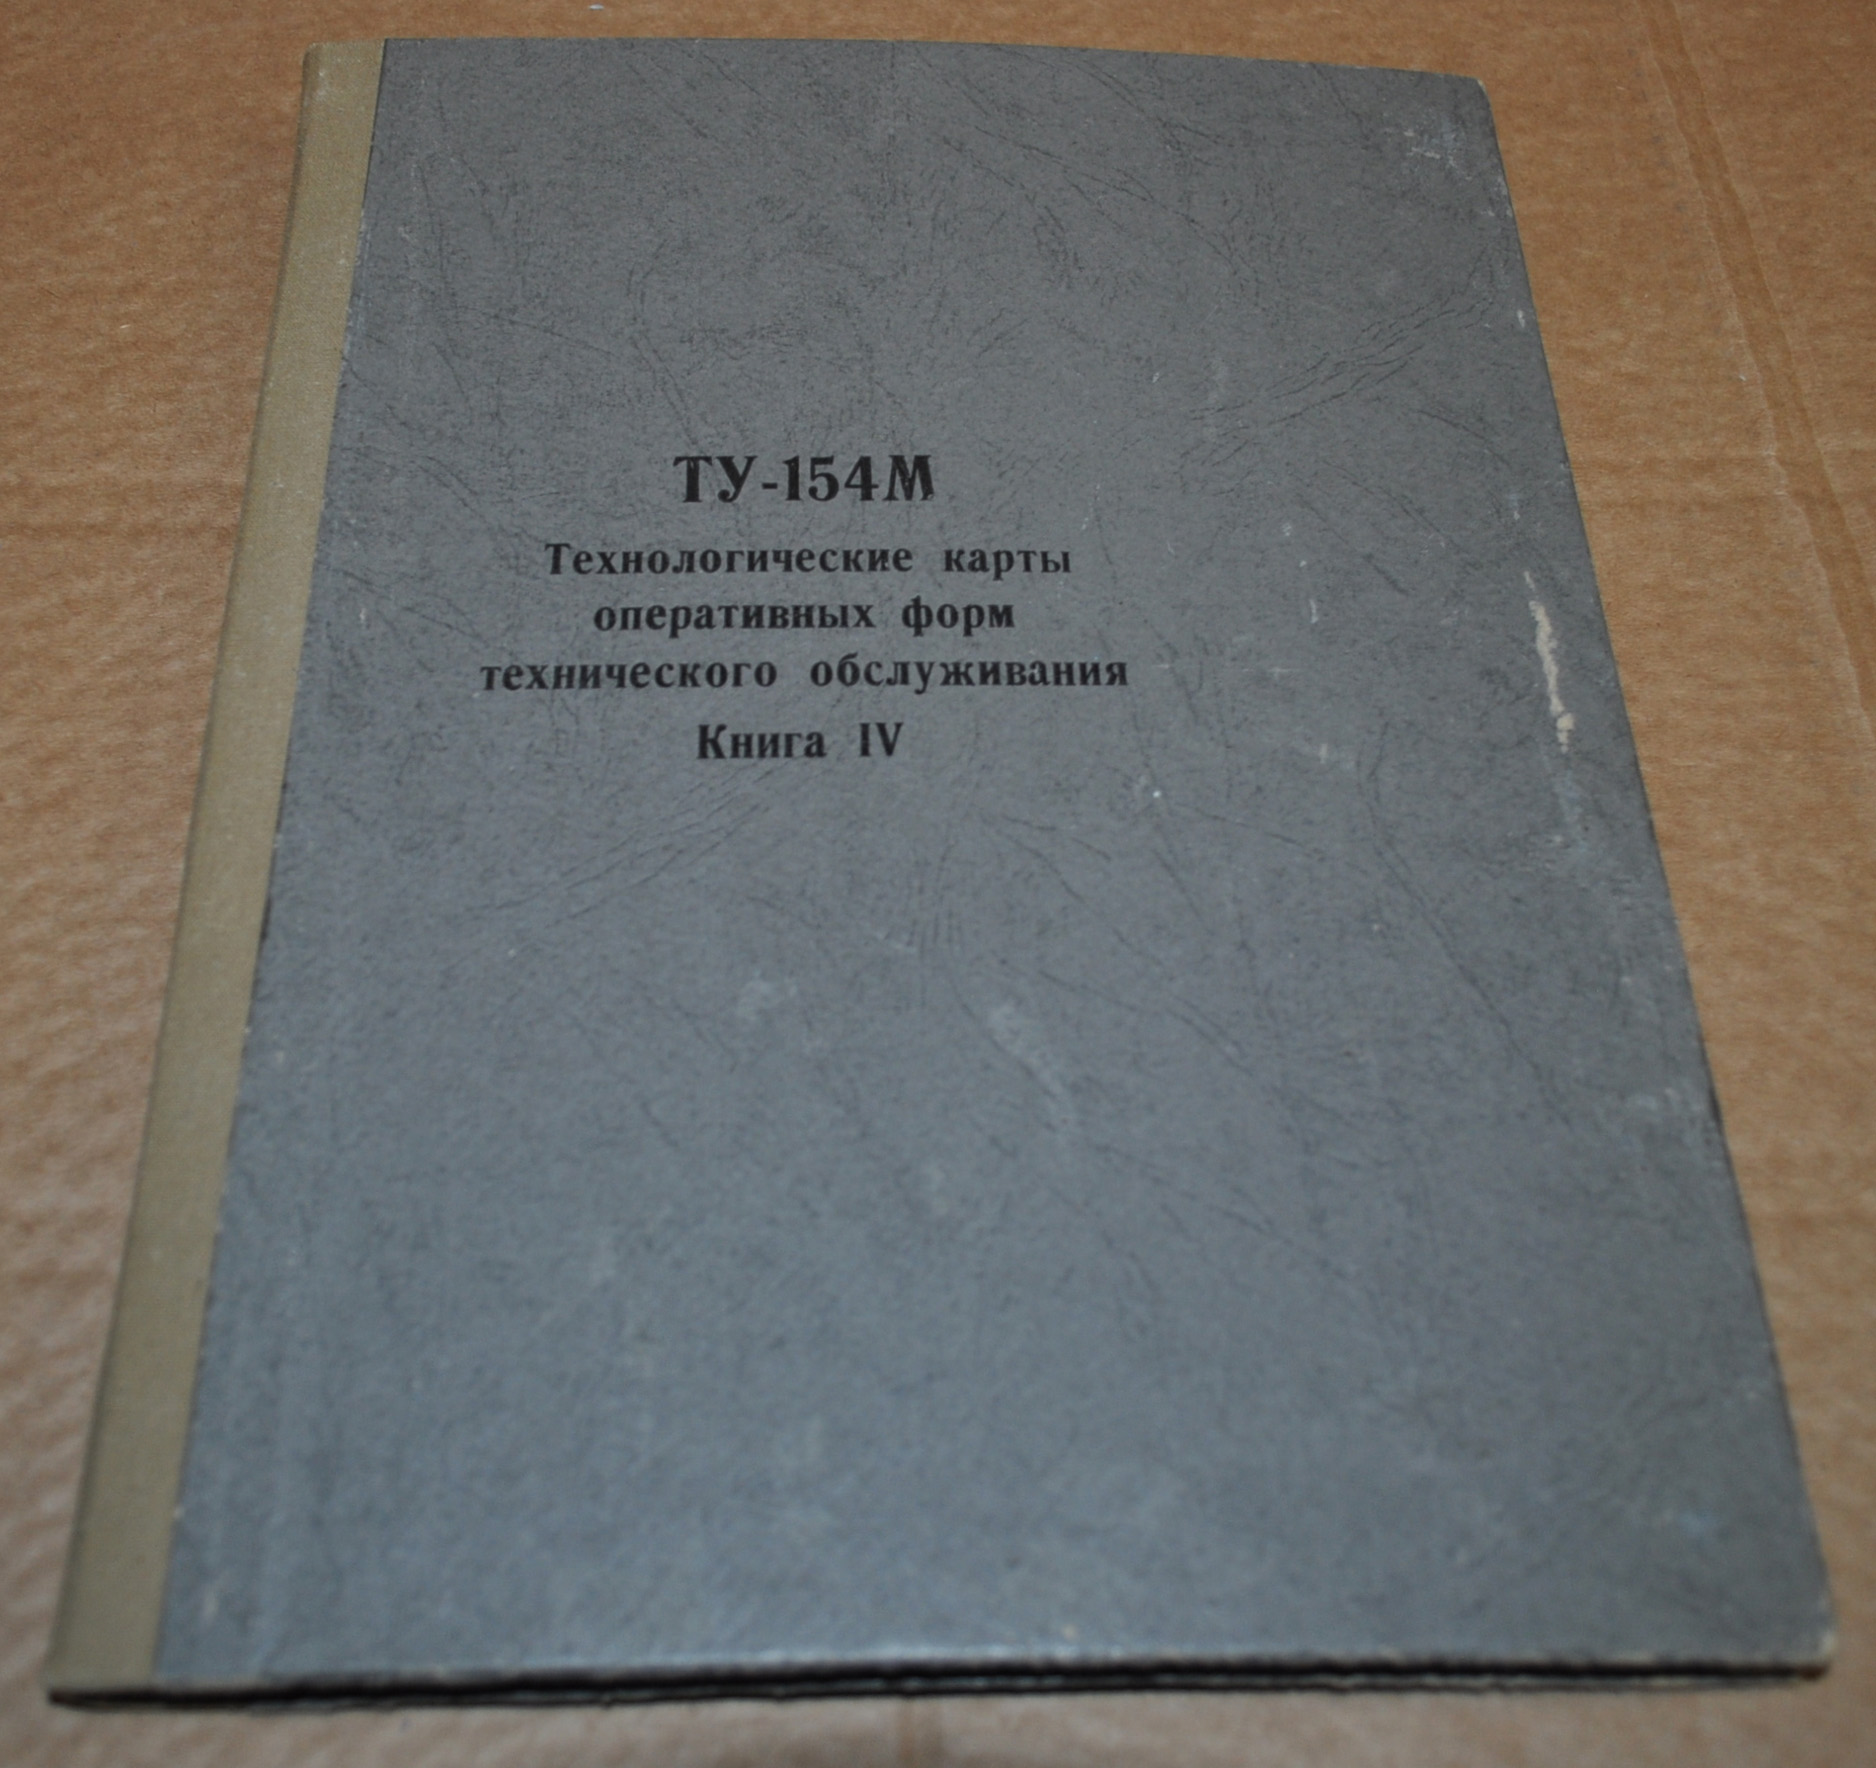 ТУ-154М
Технологические карты
оперативных форм
технического обслуживания
Книга IV